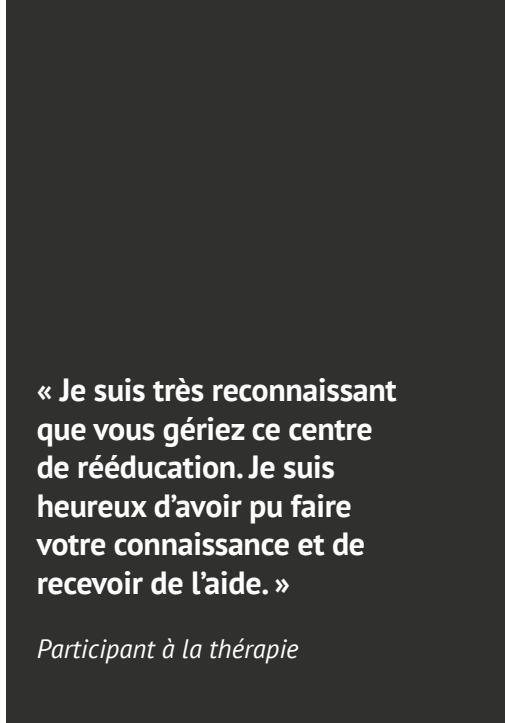 « Je suis très reconnaissant
que vous gériez ce centre
de rééducation. Je suis
heureux d’avoir pu faire
votre connaissance et de
recevoir de l’aide. »
Participant à la thérapie